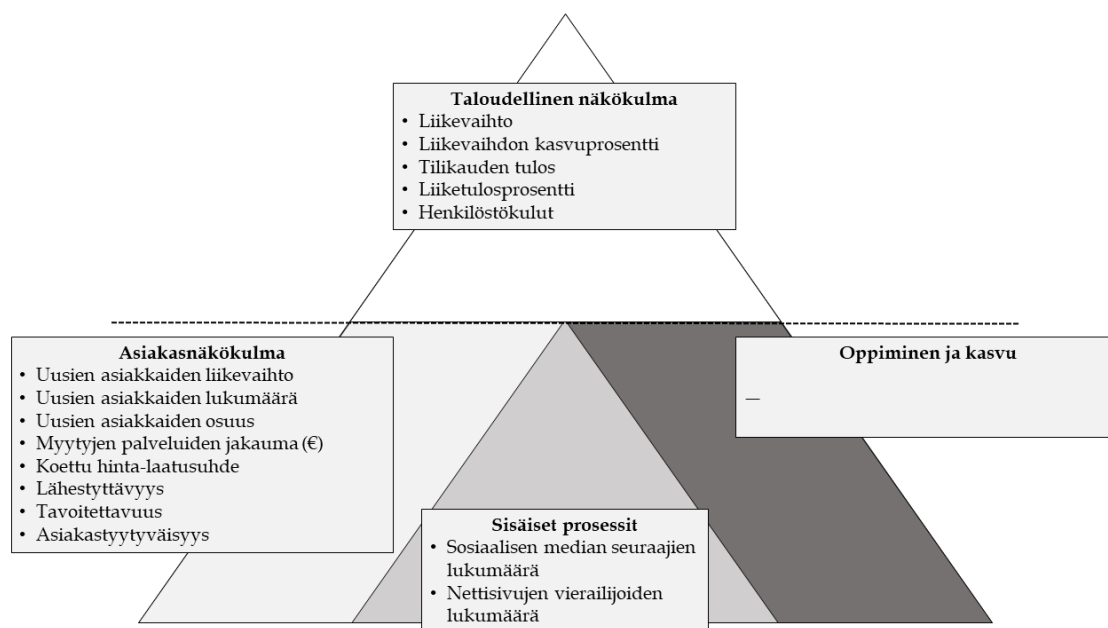 Taloudellinen näkökulma
• Liikevaihto
• Liikevaihdon kasvuprosentti
• Tilikauden tulos
• Liiketulosprosentti
• Henkilöstökulut
Asiakasnäkökulma
• Uusien asiakkaiden liikevaihto
• Uusien asiakkaiden lukumäärä
• Uusien asiakkaiden osuus
• Myytyjen palveluiden jakauma (€)
• Koettu hinta-laatusuhde
• Lähestyttävyys
• Tavoitettavuus
• Asiakastyytyväisyys
Oppiminen ja kasvu
—
Sisäiset prosessit
• Sosiaalisen median seuraajien
lukumäärä
• Nettisivujen vierailijoiden
lukumäärä